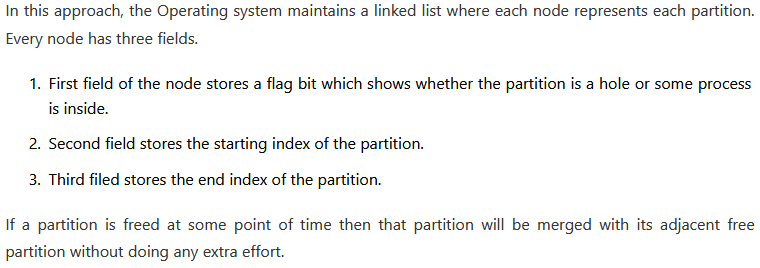 In this approach, the Operating system maintains a linked list where each node represents each partition.
Every node has three fields.
1. First field of the node stores a flag bit which shows whether the partition is a hole or some process
is inside.
2. Second field stores the starting index of the partition.
3. Third filed stores the end index of the partition.
If a partition is freed at some point of time then that partition will be merged with its adjacent free
partition without doing any extra effort.